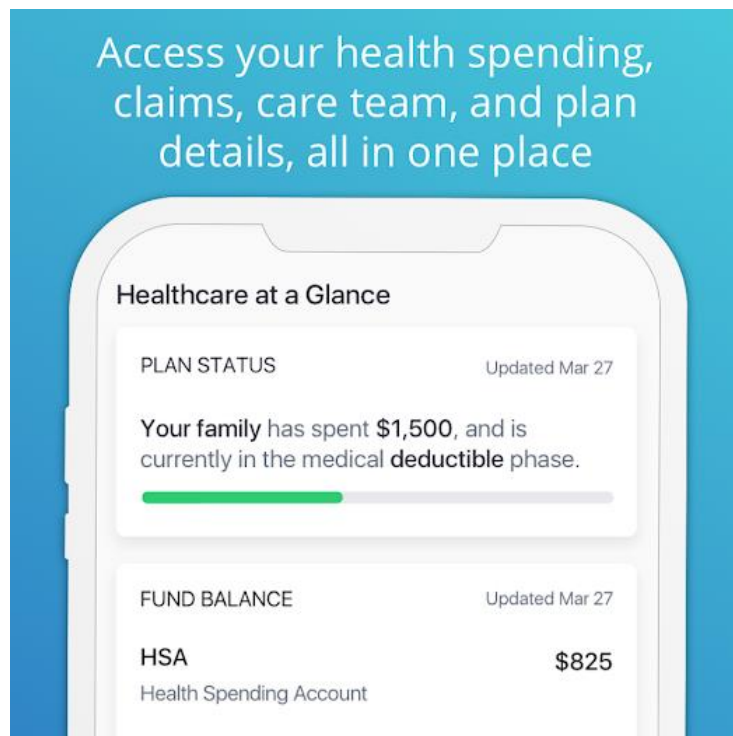 Access your health spending,
claims, care team, and plan
details, all in one place
Healthcare at a Glance
PLAN STATUS
Updated Mar 27
Your family has spent $1,500, and is
currently in the medical deductible phase.
FUND BALANCE
Updated Mar 27
HSA
$825
Health Spending Account